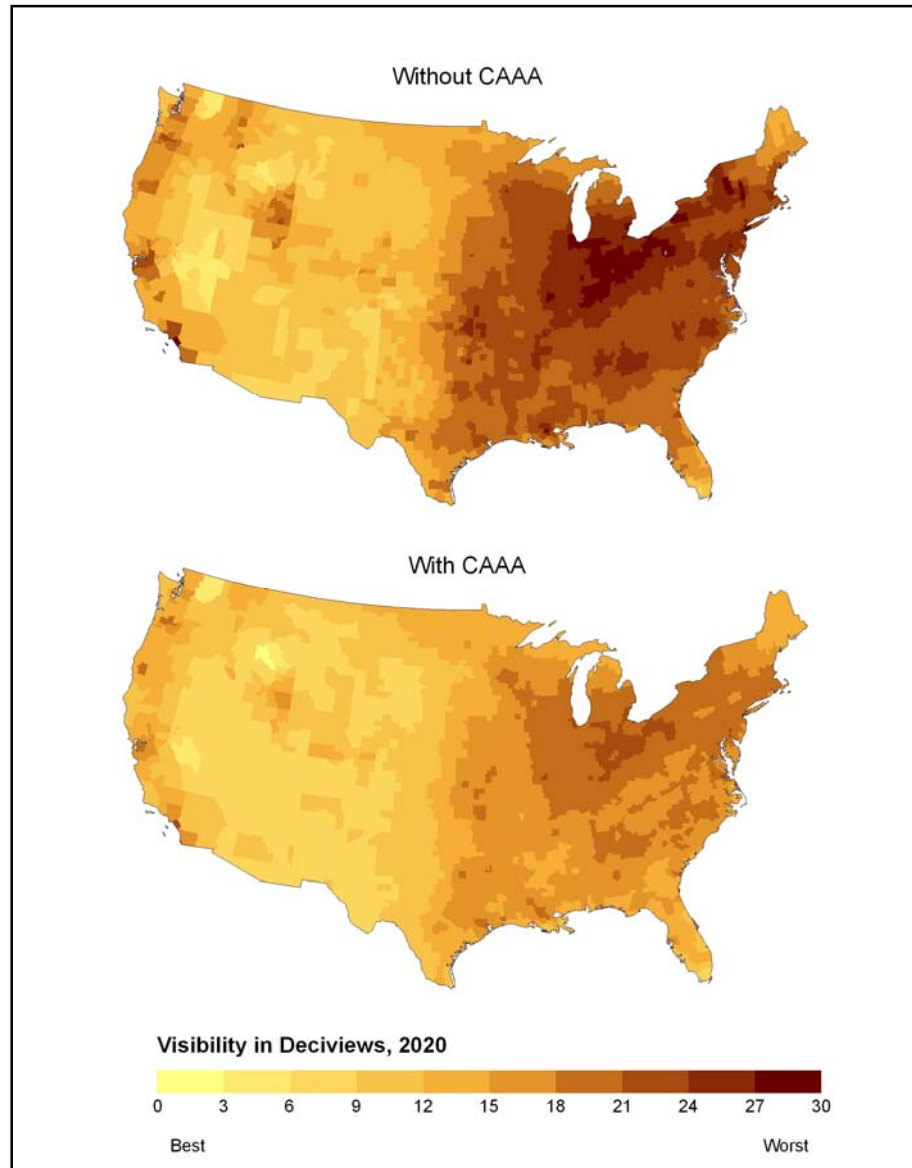 Without CAAA
With CAAA
Visibility in Deciviews, 2020
0 3 6 9 12 15 18 21 24 27 30
Best Worst